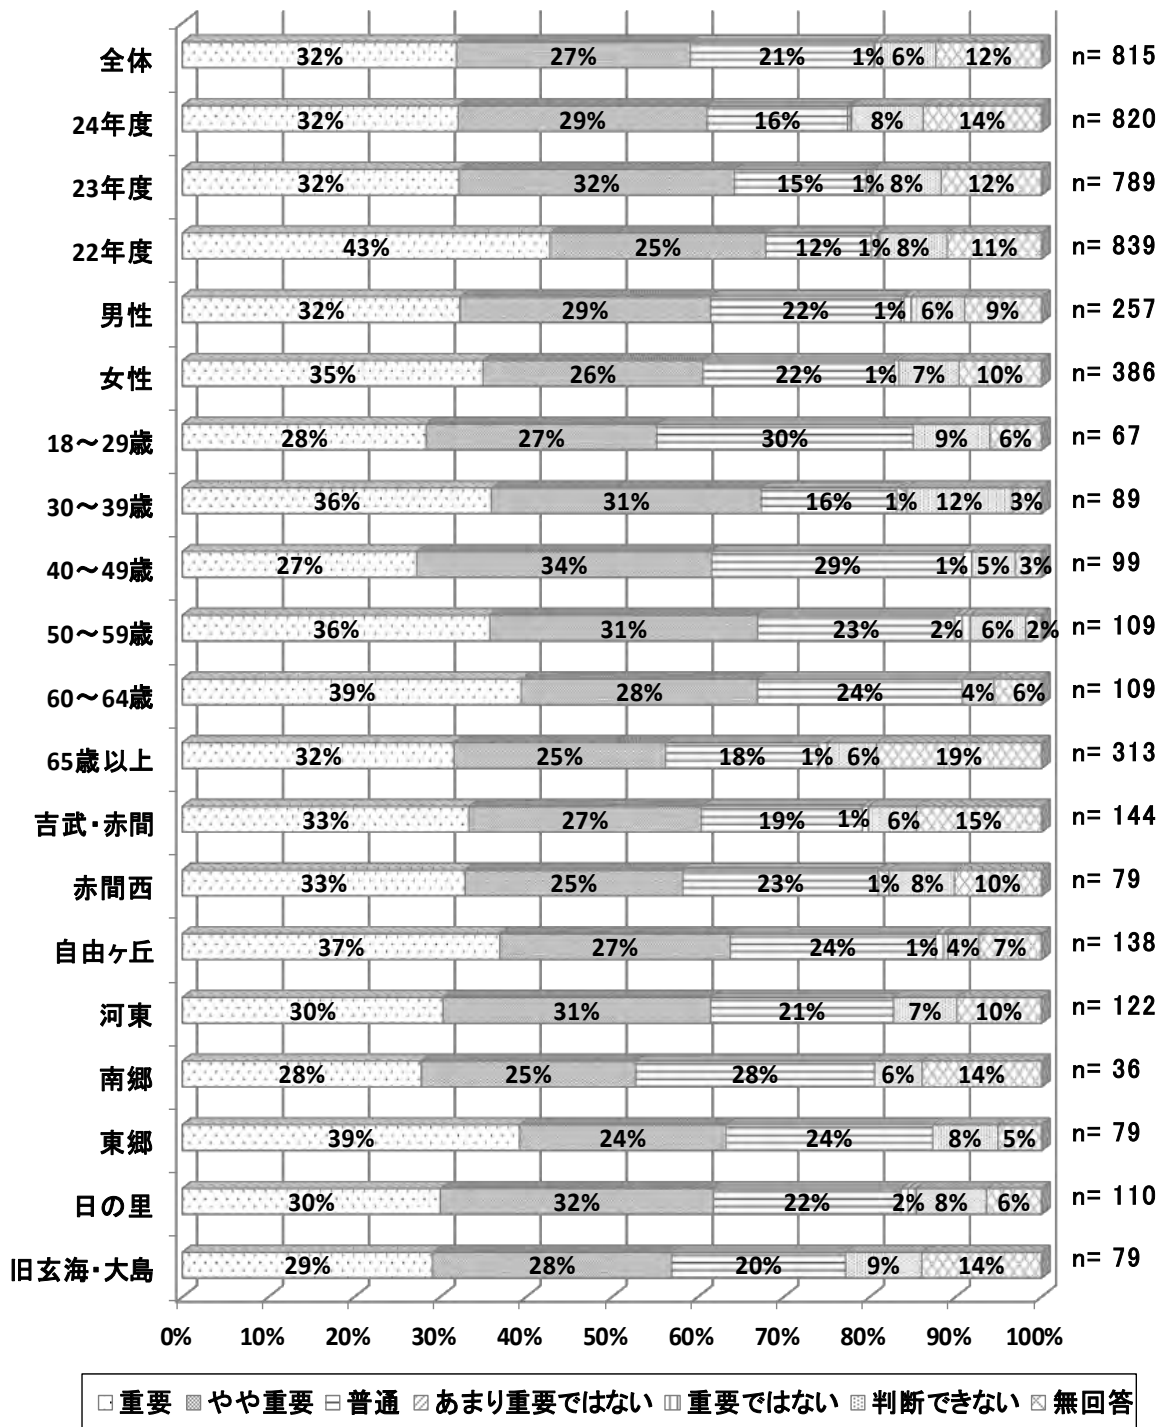 全体 32% 27% 21% 1% 6% 12% n= 815
24年度 32% 29% 16% 8% 14% n= 820
23年度 32% 32% 15% 1% 8% 12% n= 789
22年度 43% 25% 12% 1% 8% 11% n= 839
男性 32% 29% 22% 1% 6% 9% n= 257
女性 35% 26% 22% 1% 7% 10% n= 386
18～29歳 28% 27% 30% 9% 6% n= 67
30～39歳 36% 31% 16% 1% 12% 3% n= 89
40～49歳 27% 34% 29% 1% 5% 3% n= 99
50～59歳 36% 31% 23% 2% 6% 2% n= 109
60～64歳 39% 28% 24% 4% 6% n= 109
65歳以上 32% 25% 18% 1% 6% 19% n= 313
吉武・赤間 33% 27% 19% 1% 6% 15% n= 144
赤間西 33% 25% 23% 1% 8% 10% n= 79
自由ヶ丘 37% 27% 24% 1% 4% 7% n= 138
河東 30% 31% 21% 7% 10% n= 122
南郷 28% 25% 28% 6% 14% n= 36
東郷 39% 24% 24% 8% 5% n= 79
日の里 30% 32% 22% 2% 8% 6% n= 110
旧玄海・大島 29% 28% 20% 9% 14% n= 79
0% 10% 20% 30% 40% 50% 60% 70% 80% 90% 100%
重要 やや重要 普通 あまり重要ではない 重要ではない 判断できない 無回答